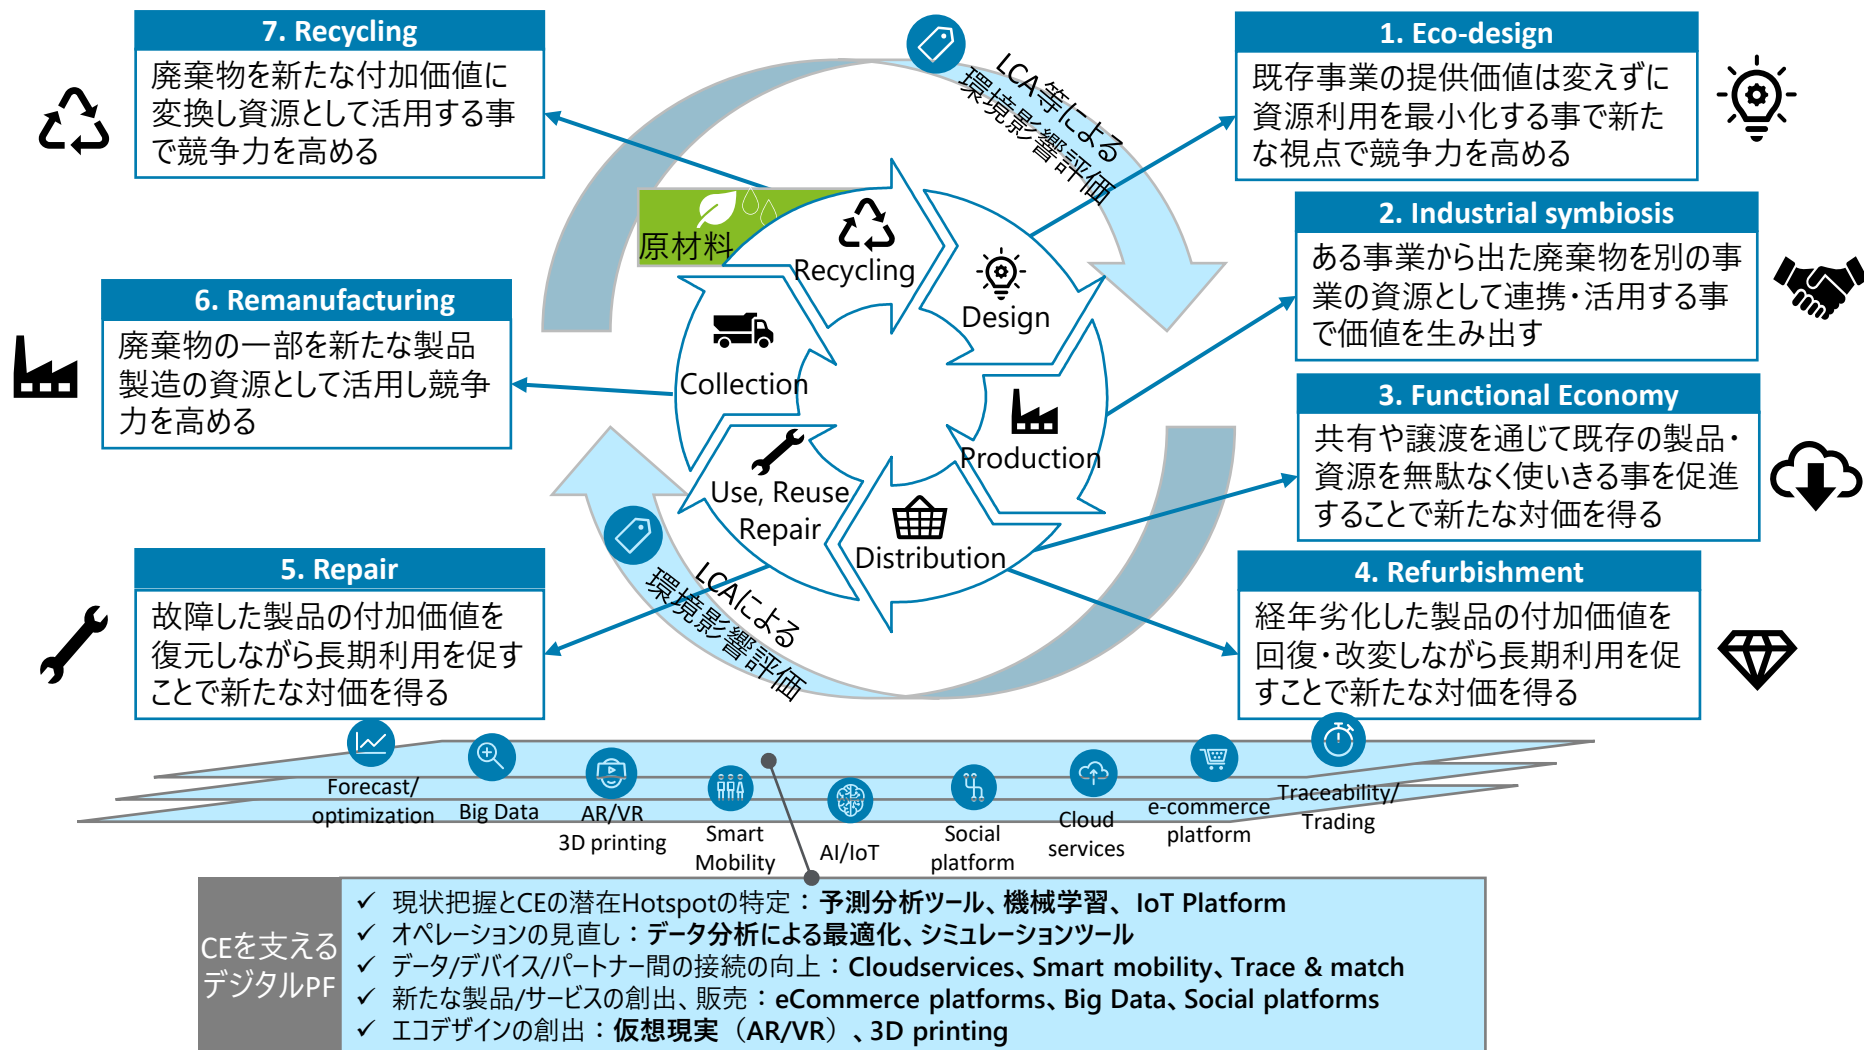 7. Recycling
廃棄物を新たな付加価値に
変換し資源として活用する事
で競争力を高める
1. Eco-design
既存事業の提供価値は変えずに
資源利用を最小化する事で新た
な視点で競争力を高める
LCA等による
環境影響評価
2. Industrial symbiosis
ある事業から出た廃棄物を別の事
業の資源として連携・活用する事
で価値を生み出す
原材料
Recycling
Design
6. Remanufacturing
廃棄物の一部を新たな製品
製造の資源として活用し競争
力を高める
Collection
Production
3. Functional Economy
共有や譲渡を通じて既存の製品・
資源を無駄なく使いきる事を促進
することで新たな対価を得る
Use, Reuse
Repair
Distribution
5. Repair
故障した製品の付加価値を
復元しながら長期利用を促す
ことで新たな対価を得る
LCAによる
環境影響評価
4. Refurbishment
経年劣化した製品の付加価値を
回復・改変しながら長期利用を促
すことで新たな対価を得る
Forecast/
optimization
Big Data
AR/VR
3D printing
Smart
Mobility
AI/IoT
Social
platform
Cloud
services
e-commerce
platform
Traceability/
Trading
CEを支える
デジタルPF
✓ 現状把握とCEの潜在Hotspotの特定：予測分析ツール、機械学習、IoT Platform
✓ オペレーションの見直し：データ分析による最適化、シミュレーションツール
✓ データ/デバイス/パートナー間の接続の向上：Cloudservices、Smart mobility、Trace & match
✓ 新たな製品/サービスの創出、販売：eCommerce platforms、Big Data、Social platforms
✓ エコデザインの創出：仮想現実（AR/VR）、3D printing